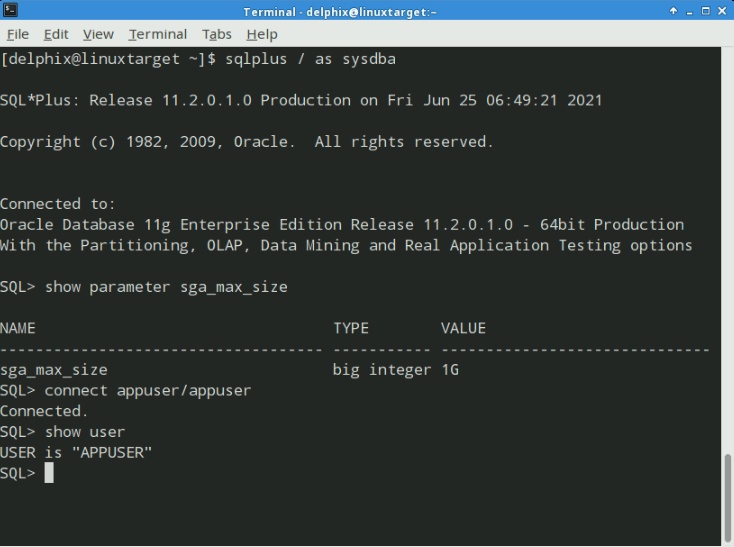 Terminal - delphix@linuxtarget:~
File Edit View Terminal Tabs Help
[delphix@linuxtarget ~]$ sqlplus / as sysdba
SQL*Plus: Release 11.2.0.1.0 Production on Fri Jun 25 06:49:21 2021
Copyright (c) 1982, 2009, Oracle.  All rights reserved.
Connected to:
Oracle Database 11g Enterprise Edition Release 11.2.0.1.0 - 64bit Production
With the Partitioning, OLAP, Data Mining and Real Application Testing options
SQL> show parameter sga_max_size
NAME                                 TYPE        VALUE
------------------------------------ ----------- ------------------------------
sga_max_size                         big integer 1G
SQL> connect appuser/appuser
Connected.
SQL> show user
USER is "APPUSER"
SQL>